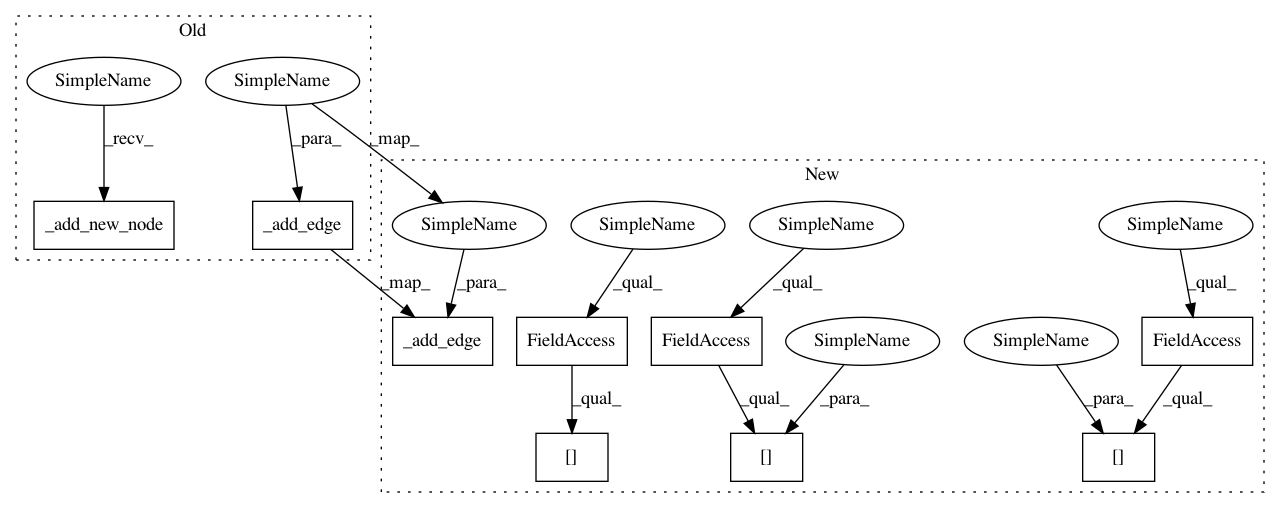 Old
SimpleName
SimpleName
_recv_
_para_
_map_
New
_add_new_node
_add_edge
SimpleName
SimpleName
SimpleName
SimpleName
_map_
_para_
_qual_
_qual_
_qual_
_add_edge
FieldAccess
FieldAccess
SimpleName
SimpleName
FieldAccess
_qual_
_qual_
_para_
_para_
_qual_
[]
[]
[]